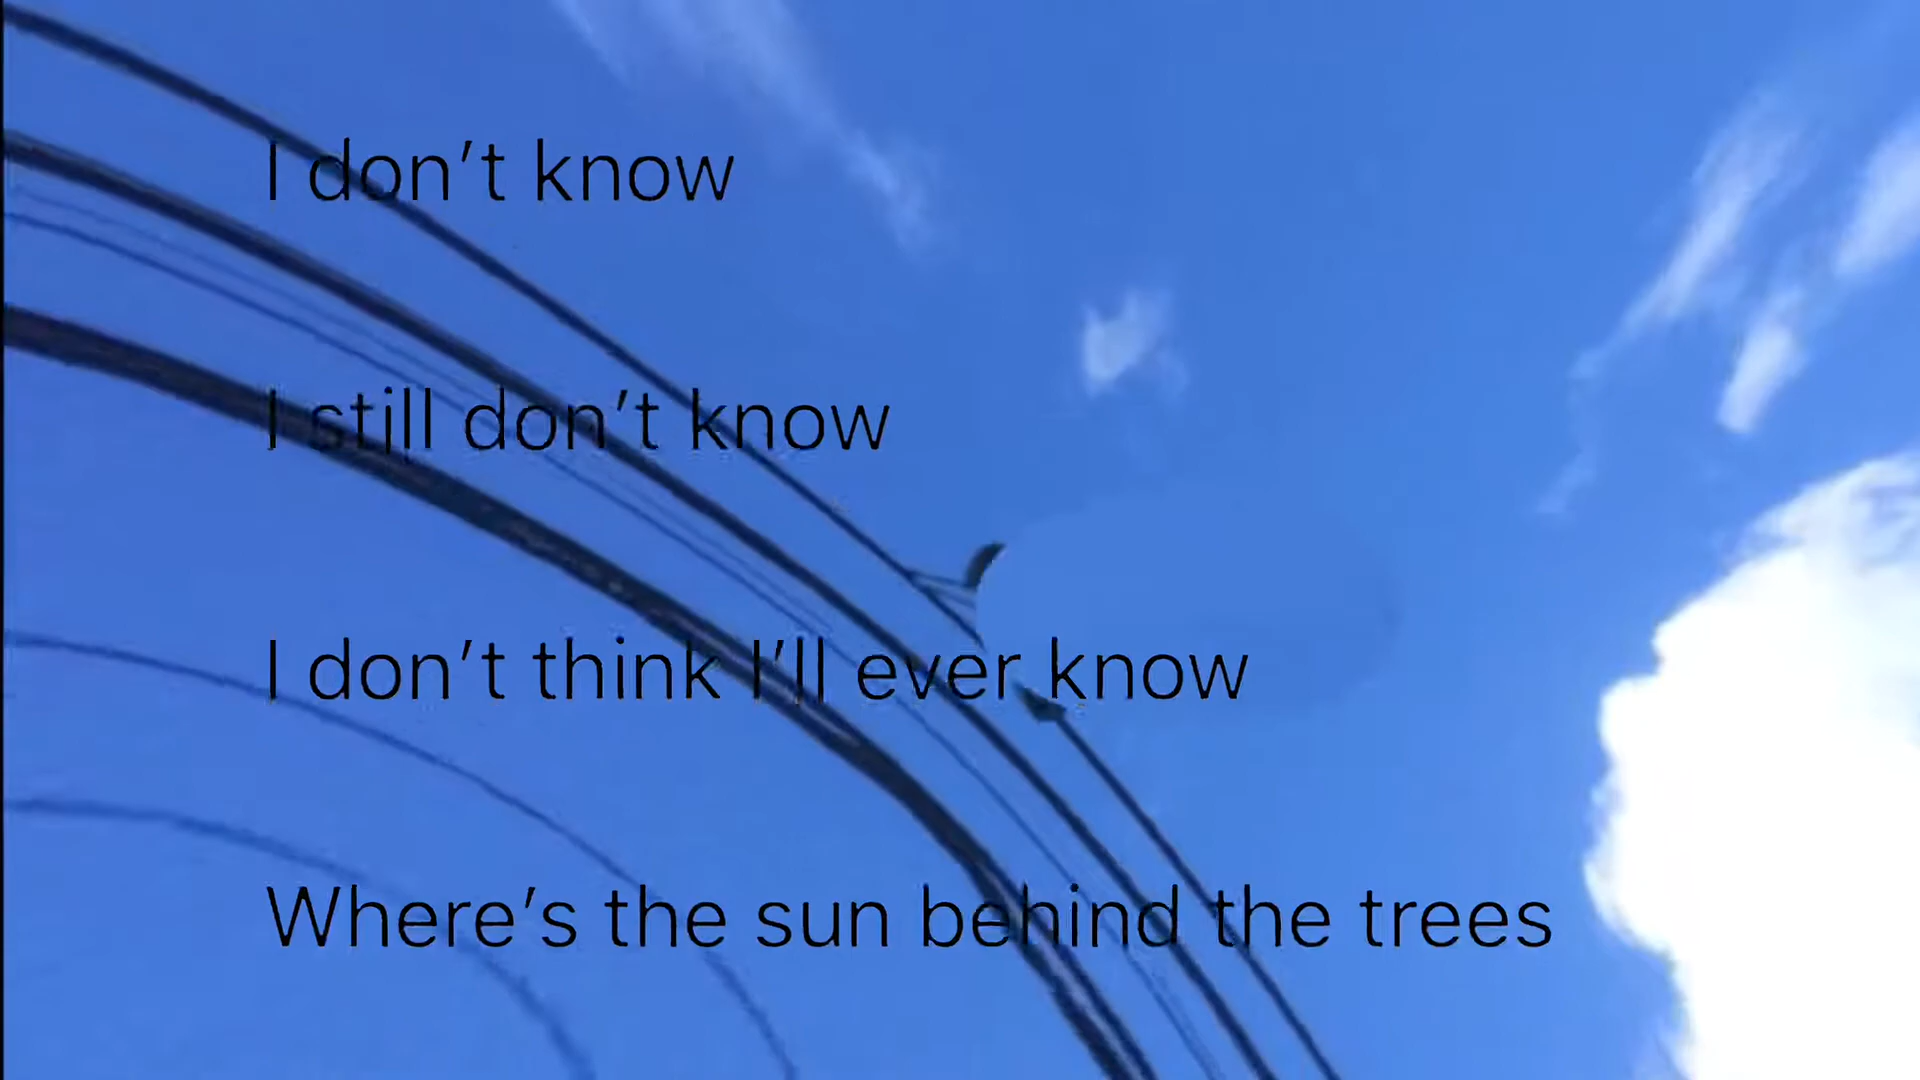 I don't know
I still don't know
I don't think I'll ever know
Where's the sun behind the trees